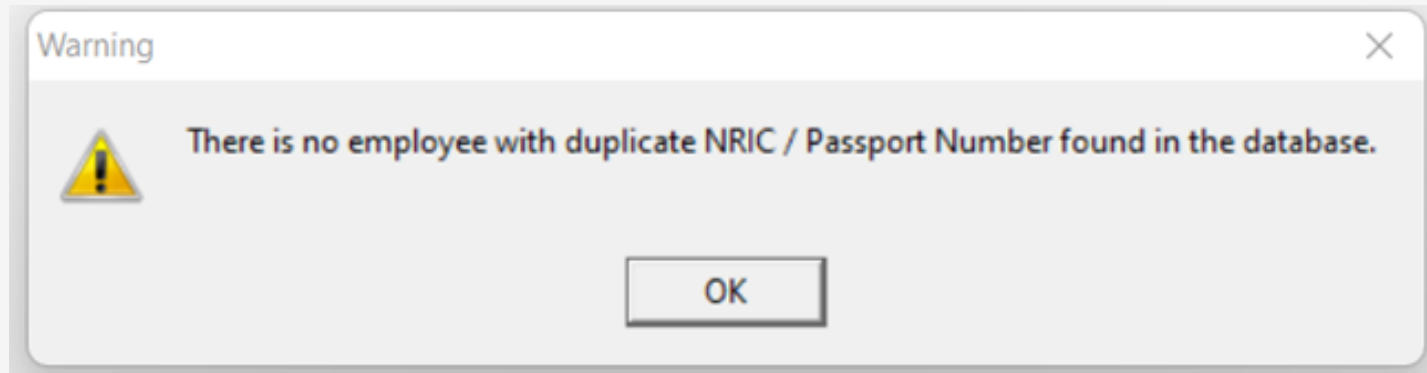 Warning
There is no employee with duplicate NRIC / Passport Number found in the database.
OK